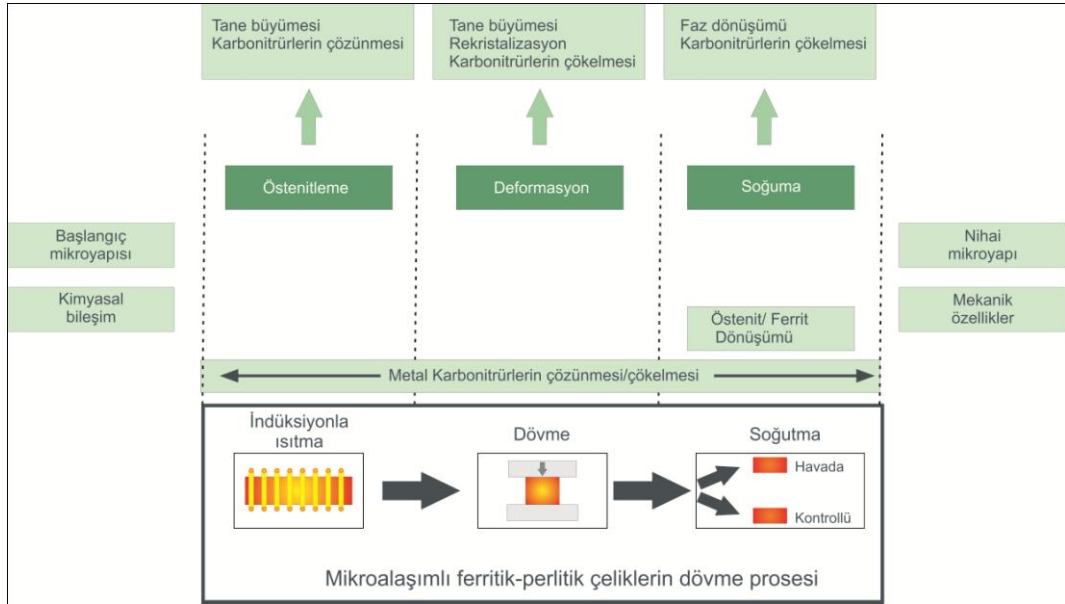 Tane büyümesi
Karbonitrürlerin çözünmesi
Tane büyümesi
Rekristalizasyon
Karbonitrürlerin çökelmesi
Faz dönüşümü
Karbonitrürlerin çökelmesi
Östenitleme
Deformasyon
Soğuma
Başlangıç
mikroyapısı
Kimyasal
bileşim
Nihai
mikroyapı
Mekanik
özellikler
Östenit/ Ferrit
Dönüşümü
Metal Karbonitrürlerin çözünmesi/çökelmesi
İndüksiyonla
ısıtma
Dövme
Soğutma
Havada
Kontrollü
Mikroalaşımlı ferritik-perlitik çeliklerin dövme prosesi